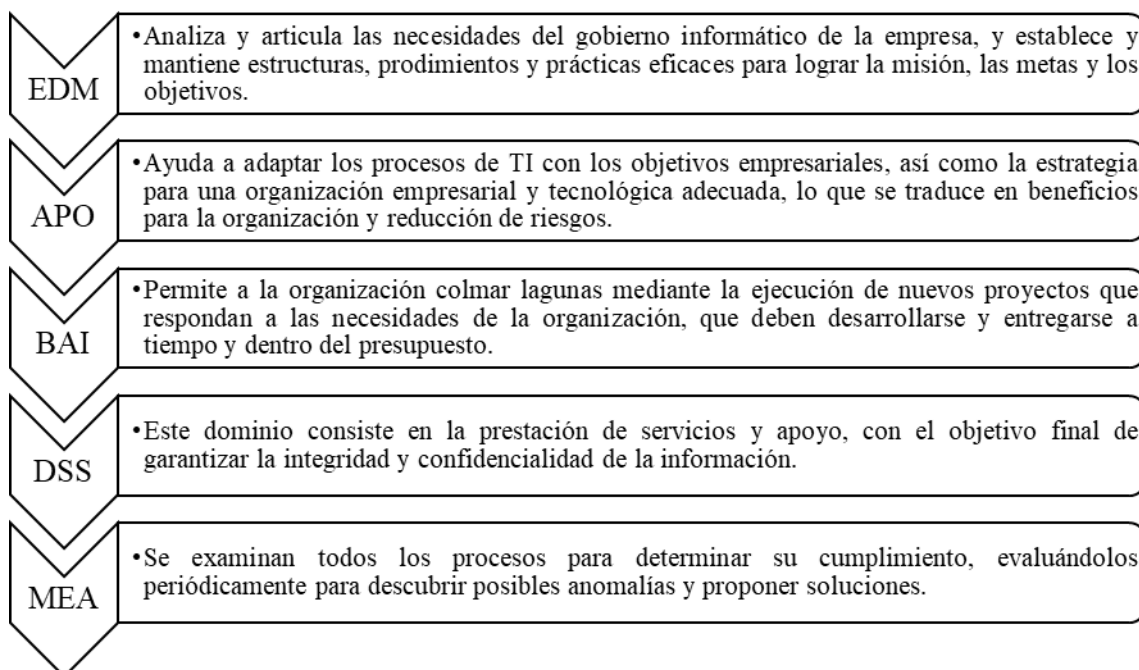 EDM
•Analiza y articula las necesidades del gobierno informático de la empresa, y establece y
mantiene estructuras, prodimientos y prácticas eficaces para lograr la misión, las metas y los
objetivos.
APO
•Ayuda a adaptar los procesos de TI con los objetivos empresariales, así como la estrategia
para una organización empresarial y tecnológica adecuada, lo que se traduce en beneficios
para la organización y reducción de riesgos.
BAI
•Permite a la organización colmar lagunas mediante la ejecución de nuevos proyectos que
respondan a las necesidades de la organización, que deben desarrollarse y entregarse a
tiempo y dentro del presupuesto.
DSS
•Este dominio consiste en la prestación de servicios y apoyo, con el objetivo final de
garantizar la integridad y confidencialidad de la información.
MEA
•Se examinan todos los procesos para determinar su cumplimiento, evaluándolos
periódicamente para descubrir posibles anomalías y proponer soluciones.